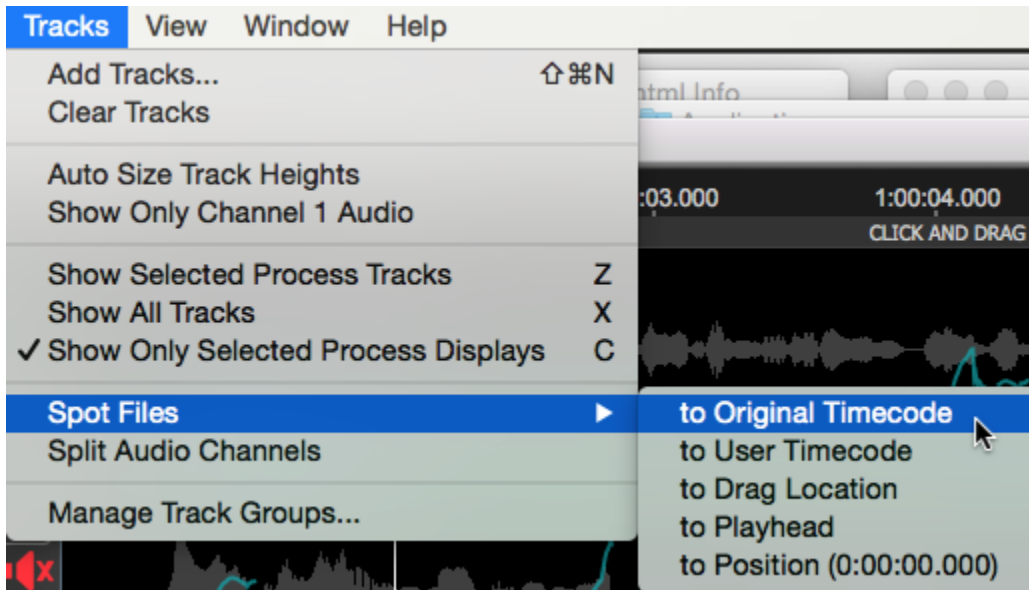 Tracks View Window Help
Add Tracks... ⇧⌘N
Clear Tracks
Auto Size Track Heights
Show Only Channel 1 Audio
Show Selected Process Tracks Z
Show All Tracks X
✓ Show Only Selected Process Displays C
Spot Files ▶
Split Audio Channels
Manage Track Groups...
html Info
:03.000 1:00:04.000
CLICK AND DRAG
to Original Timecode
to User Timecode
to Drag Location
to Playhead
to Position (0:00:00.000)